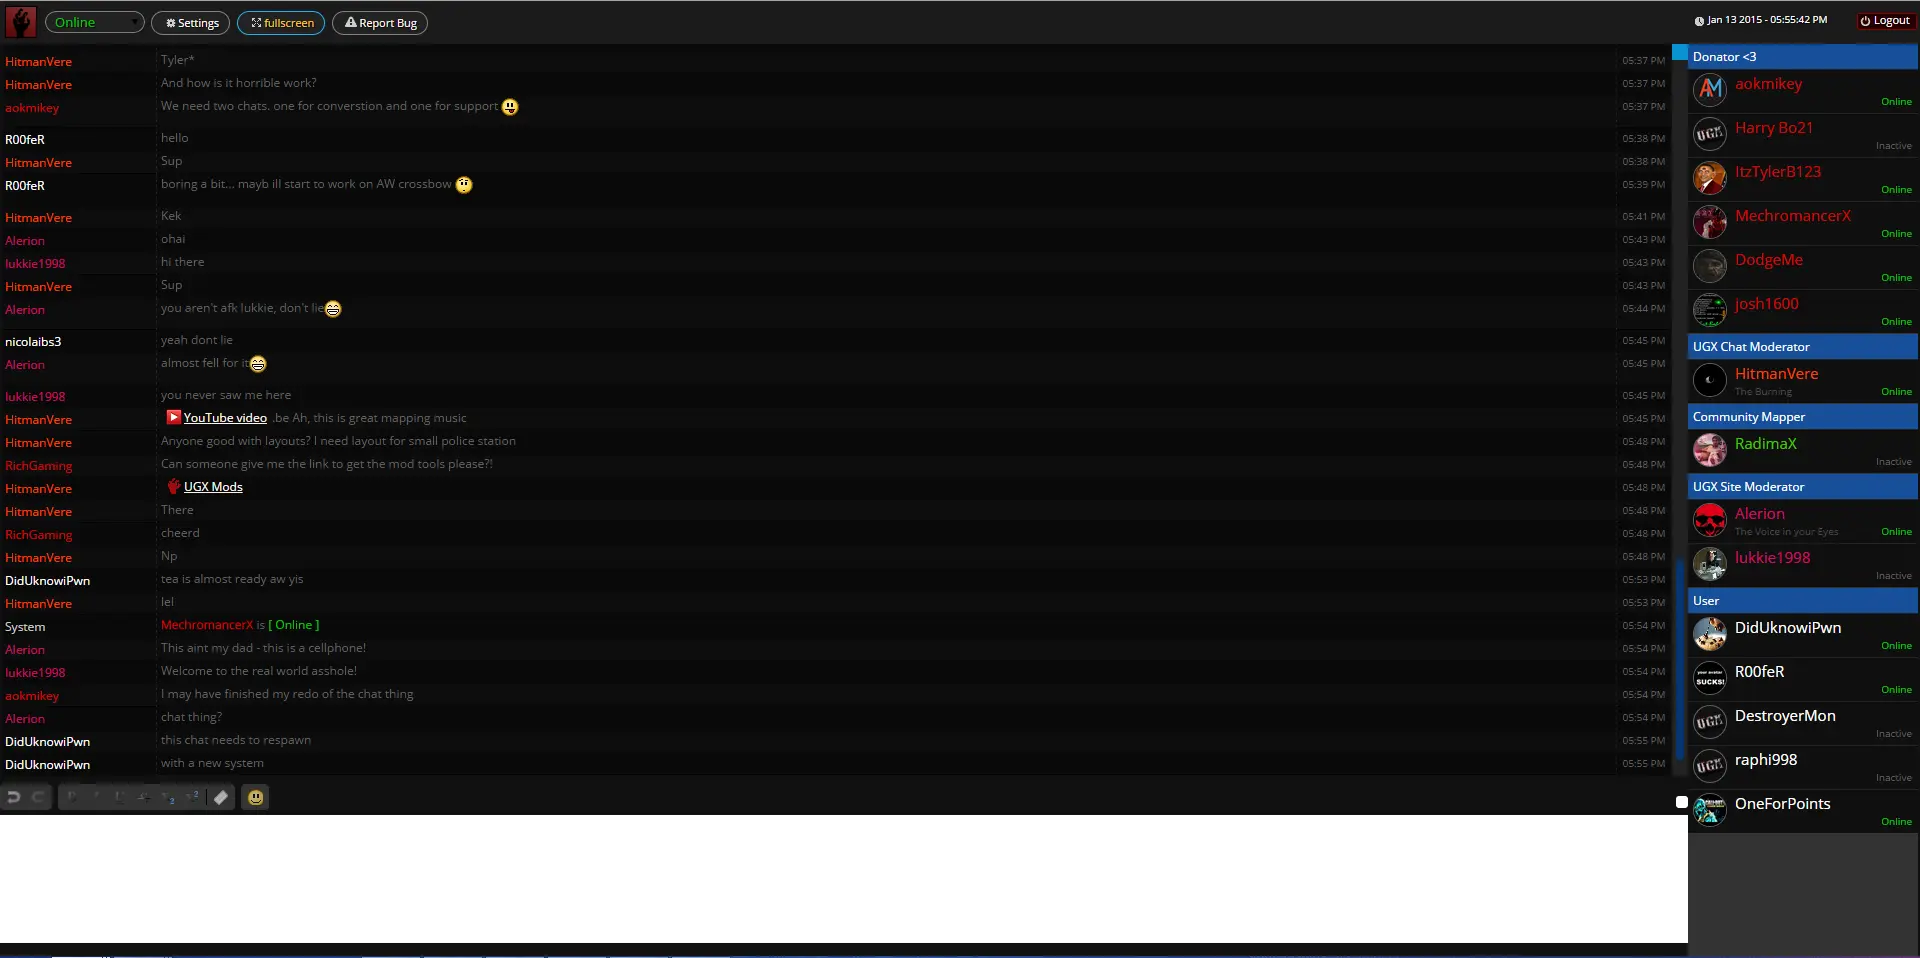 Online
Settings
fullscreen
Report Bug
Jan 13 2015 - 05:55:42 PM
Logout
HitmanVere Tyler* 05:37 PM
HitmanVere And how is it horrible work? 05:37 PM
aokmikey We need two chats. one for converstion and one for support 05:37 PM
R00feR hello 05:38 PM
HitmanVere Sup 05:38 PM
R00feR boring a bit... mayb ill start to work on AW crossbow 05:39 PM
HitmanVere Kek 05:41 PM
Alerion ohai 05:43 PM
lukkie1998 hi there 05:43 PM
HitmanVere Sup 05:43 PM
Alerion you aren't afk lukkie, don't lie 05:44 PM
nicolaibs3 yeah dont lie 05:45 PM
Alerion almost fell for it 05:45 PM
lukkie1998 you never saw me here 05:45 PM
HitmanVere YouTube video .be Ah, this is great mapping music 05:45 PM
HitmanVere Anyone good with layouts? I need layout for small police station 05:48 PM
RichGaming Can someone give me the link to get the mod tools please?! 05:48 PM
HitmanVere UGX Mods 05:48 PM
HitmanVere There 05:48 PM
RichGaming cheerd 05:48 PM
HitmanVere Np 05:48 PM
DidUknowiPwn tea is almost ready aw yis 05:53 PM
HitmanVere lel 05:53 PM
System MechromancerX is [ Online ] 05:54 PM
Alerion This aint my dad - this is a cellphone! 05:54 PM
lukkie1998 Welcome to the real world asshole! 05:54 PM
aokmikey I may have finished my redo of the chat thing 05:54 PM
Alerion chat thing? 05:54 PM
DidUknowiPwn this chat needs to respawn 05:55 PM
DidUknowiPwn with a new system 05:55 PM
Donator <3
AM
aokmikey
Online
UGX
Harry Bo21
Inactive
ItzTylerB123
Online
MechromancerX
Online
DodgeMe
Online
josh1600
Online
UGX Chat Moderator
HitmanVere
The Burning
Online
Community Mapper
RadimaX
Inactive
UGX Site Moderator
Alerion
The Voice in your Eyes
Online
lukkie1998
Inactive
User
DidUknowiPwn
Online
your avatar
SUCKS!
R00feR
Online
UGX
DestroyerMon
Inactive
UGX
raphi998
Inactive
OneForPoints
Online